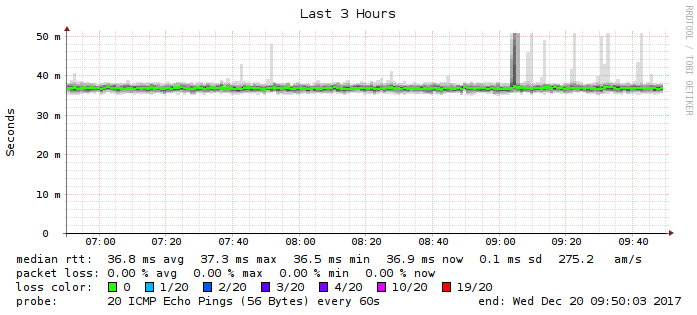 Last 3 Hours
RRDTOOL / TOBI OETIKER
Seconds
50 m
40 m
30 m
20 m
10 m
0
07:00 07:20 07:40 08:00 08:20 08:40 09:00 09:20 09:40
median rtt: 36.8 ms avg 37.3 ms max 36.5 ms min 36.9 ms now 0.1 ms sd 275.2 am/s
packet loss: 0.00 % avg 0.00 % max 0.00 % min 0.00 % now
loss color: 0 1/20 2/20 3/20 4/20 10/20 19/20
probe: 20 ICMP Echo Pings (56 Bytes) every 60s end: Wed Dec 20 09:50:03 2017